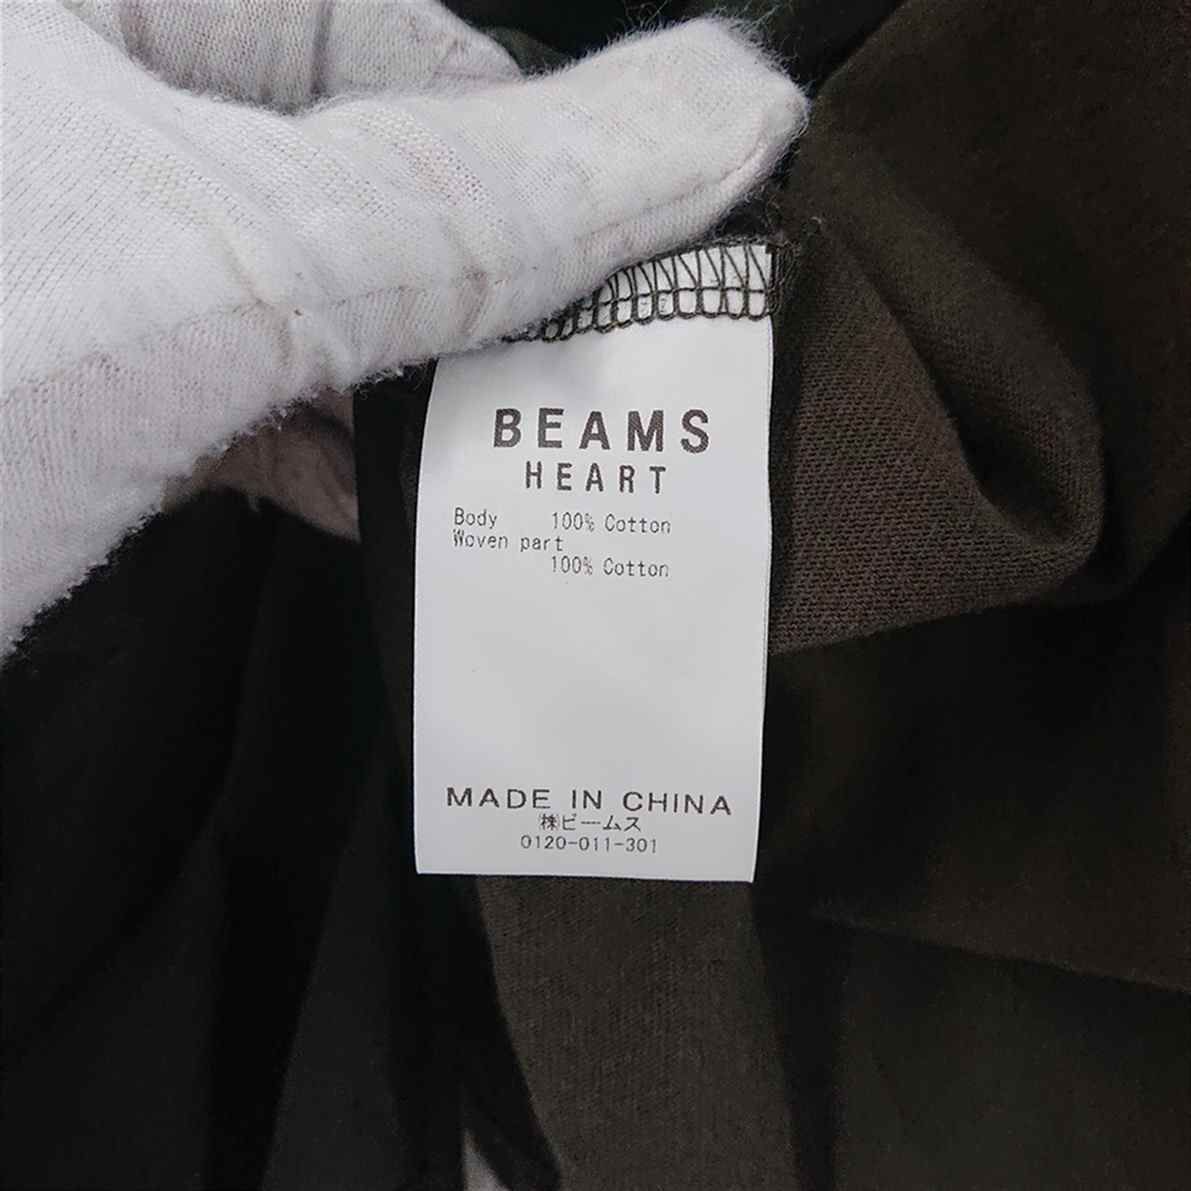 BEAMS
HEART
Body 100% Cotton
Woven part
100% Cotton
MADE IN CHINA
㈱ビームス
0120-011-301